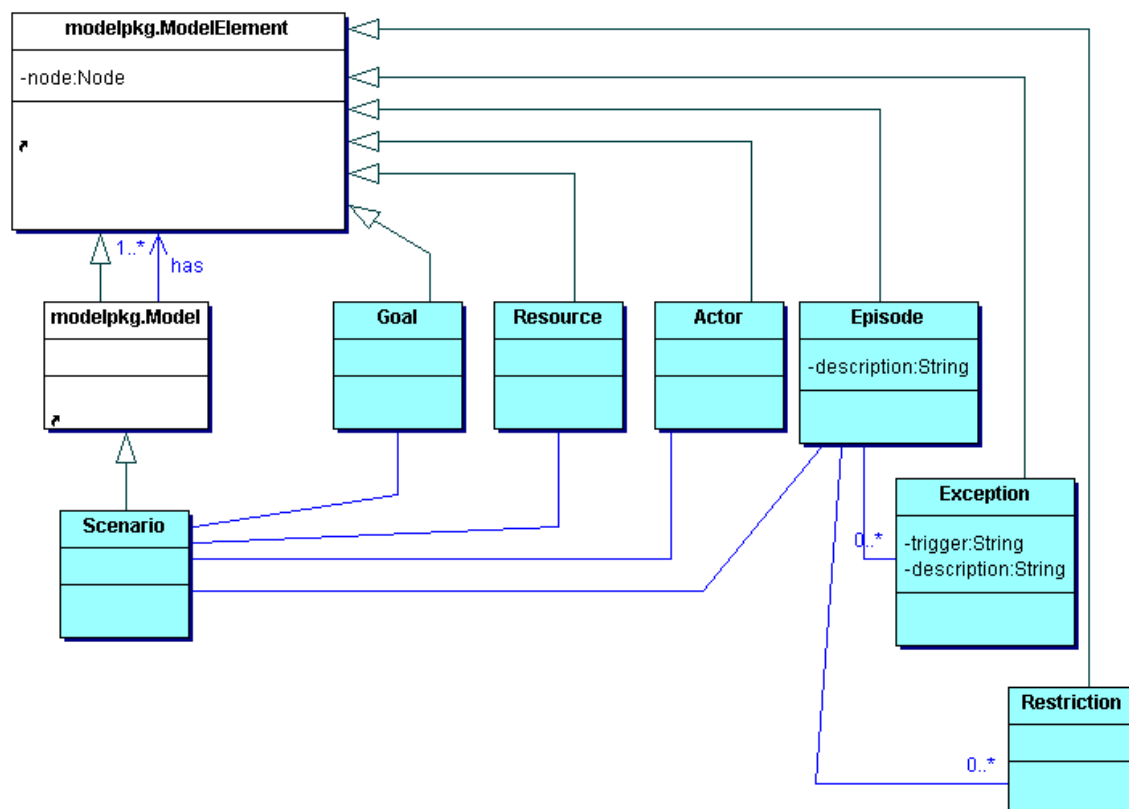 modelpkg.ModelElement
-node:Node
1..*
has
modelpkg.Model
Goal
Resource
Actor
Episode
-description:String
Scenario
Exception
0..*
-trigger:String
-description:String
Restriction
0..*